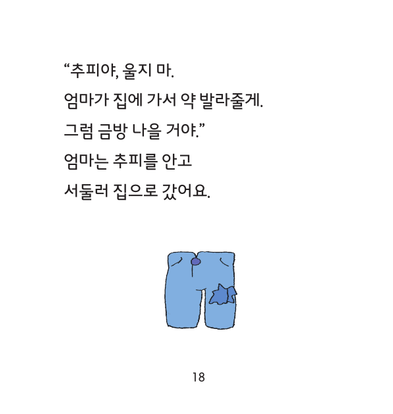 “추피야, 울지 마.
엄마가 집에 가서 약 발라줄게.
그럼 금방 나을 거야.”
엄마는 추피를 안고
서둘러 집으로 갔어요.
18